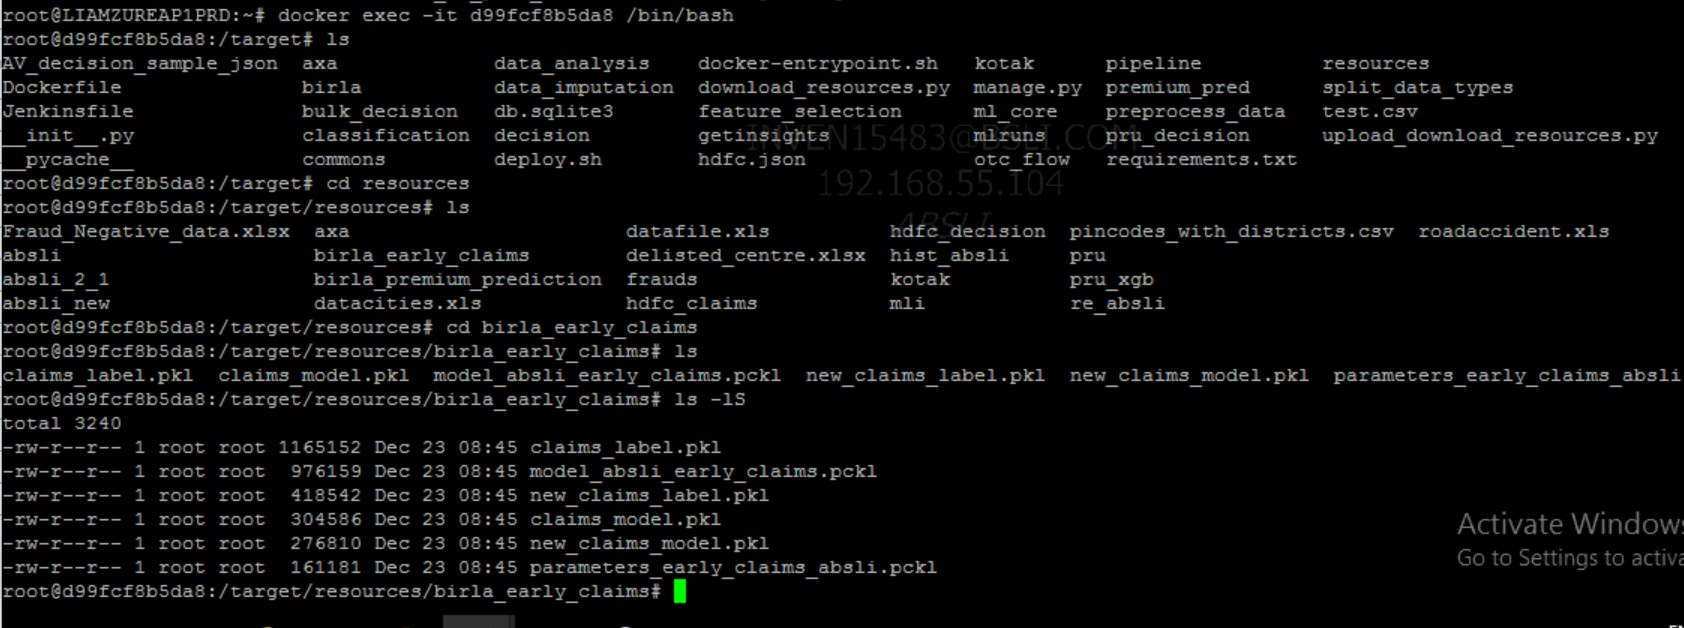 root@LIAMZUREAP1PRD:~# docker exec -it d99fcf8b5da8 /bin/bash
root@d99fcf8b5da8:/target# ls
AV_decision_sample_json axa data_analysis docker-entrypoint.sh kotak pipeline resources
Dockerfile birla data_imputation download_resources.py manage.py premium_pred split_data_types
Jenkinsfile bulk_decision db.sqlite3 feature_selection ml_core preprocess_data test.csv
__init__.py classification decision getinsights mlruns pru_decision upload_download_resources.py
__pycache__ commons deploy.sh hdfc.json otc_flow requirements.txt
INVEN15483@BSLI.COM
192.168.55.104
ABSLI
root@d99fcf8b5da8:/target# cd resources
root@d99fcf8b5da8:/target/resources# ls
Fraud_Negative_data.xlsx axa datafile.xls hdfc_decision pincodes_with_districts.csv roadaccident.xls
absli birla_early_claims delisted_centre.xlsx hist_absli pru
absli_2_1 birla_premium_prediction frauds kotak pru_xgb
absli_new datacities.xls hdfc_claims mli re_absli
root@d99fcf8b5da8:/target/resources# cd birla_early_claims
root@d99fcf8b5da8:/target/resources/birla_early_claims# ls
claims_label.pkl claims_model.pkl model_absli_early_claims.pckl new_claims_label.pkl new_claims_model.pkl parameters_early_claims_absli
root@d99fcf8b5da8:/target/resources/birla_early_claims# ls -lS
total 3240
-rw-r--r-- 1 root root 1165152 Dec 23 08:45 claims_label.pkl
-rw-r--r-- 1 root root 976159 Dec 23 08:45 model_absli_early_claims.pckl
-rw-r--r-- 1 root root 418542 Dec 23 08:45 new_claims_label.pkl
-rw-r--r-- 1 root root 304586 Dec 23 08:45 claims_model.pkl
-rw-r--r-- 1 root root 276810 Dec 23 08:45 new_claims_model.pkl
-rw-r--r-- 1 root root 161181 Dec 23 08:45 parameters_early_claims_absli.pckl
root@d99fcf8b5da8:/target/resources/birla_early_claims#
Activate Windows
Go to Settings to activa